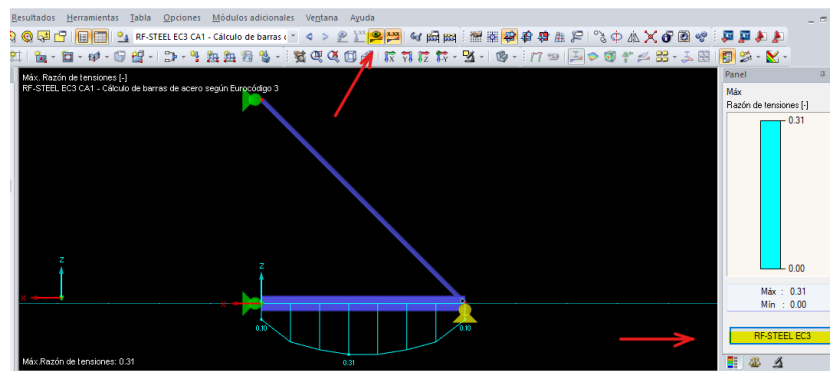 Resultados Herramientas Tabla Opciones Módulos adicionales Ventana Ayuda
RF-STEEL EC3 CA1 - Cálculo de barras
Máx. Razón de tensiones [-]
RF-STEEL EC3 CA1 - Cálculo de barras de acero según Eurocódigo 3
Panel
Máx
Razón de tensiones [-]
0.31
0.00
Máx : 0.31
Mín : 0.00
RF-STEEL EC3
Z
X
Z
X
0.10
0.10
0.31
Máx.Razón de tensiones: 0.31